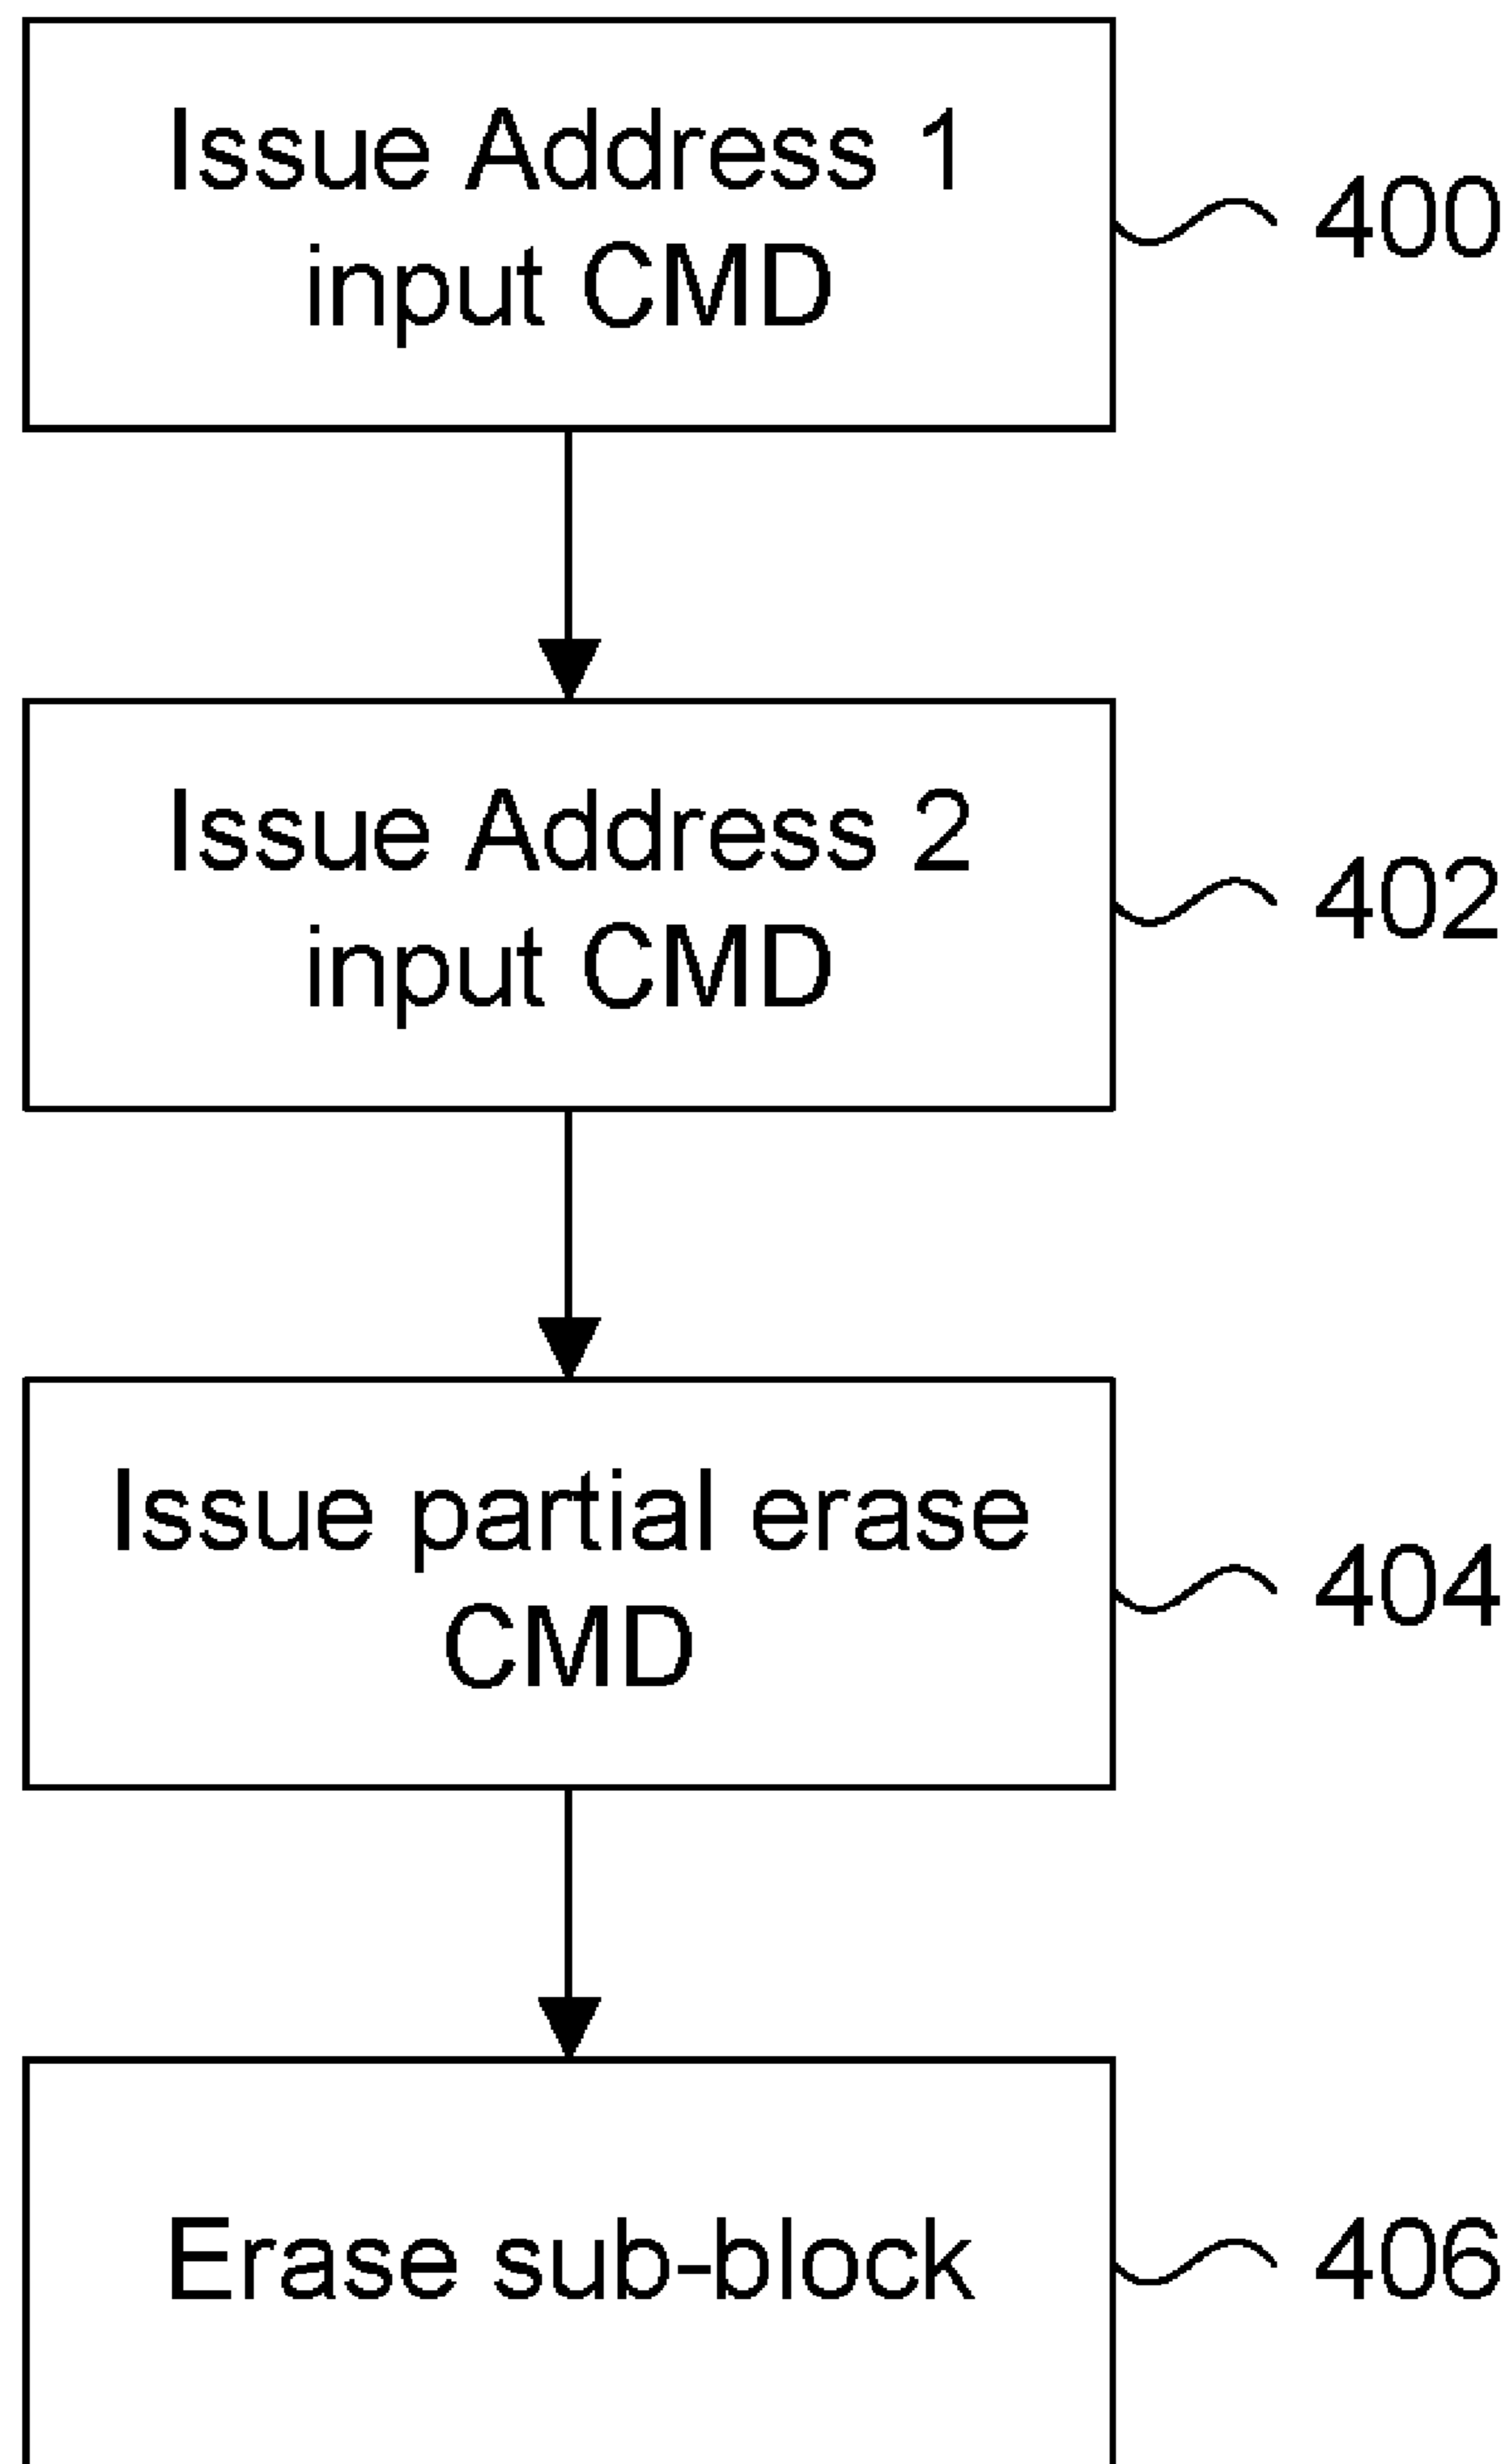 Issue Address 1
input CMD
400
Issue Address 2
input CMD
402
Issue partial erase
CMD
404
Erase sub-block
406